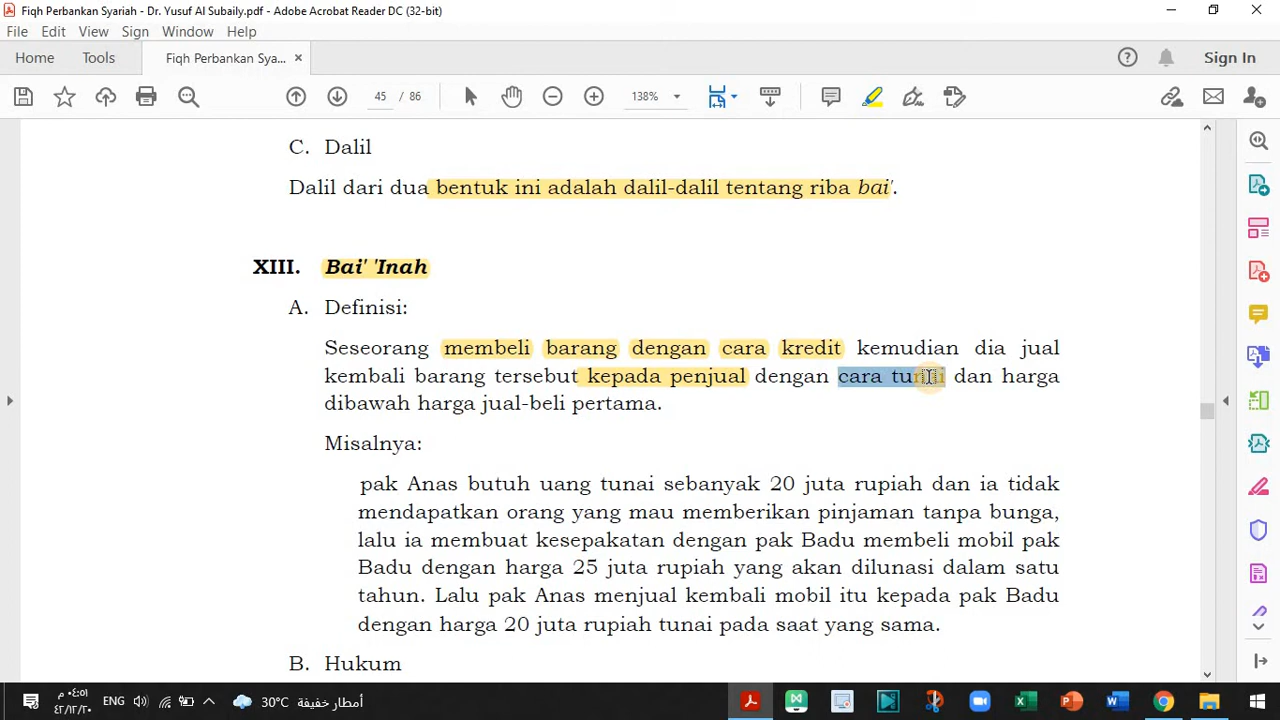 Fiqh Perbankan Syariah - Dr. Yusuf Al Subaily.pdf - Adobe Acrobat Reader DC (32-bit)
File Edit View Sign Window Help
Home Tools Fiqh Perbankan Sya... × Sign In
45 / 86 138%
C. Dalil
Dalil dari dua bentuk ini adalah dalil-dalil tentang riba bai'.
XIII. Bai' 'Inah
A. Definisi:
Seseorang membeli barang dengan cara kredit kemudian dia jual
kembali barang tersebut kepada penjual dengan cara tunai dan harga
dibawah harga jual-beli pertama.
Misalnya:
pak Anas butuh uang tunai sebanyak 20 juta rupiah dan ia tidak
mendapatkan orang yang mau memberikan pinjaman tanpa bunga,
lalu ia membuat kesepakatan dengan pak Badu membeli mobil pak
Badu dengan harga 25 juta rupiah yang akan dilunasi dalam satu
tahun. Lalu pak Anas menjual kembali mobil itu kepada pak Badu
dengan harga 20 juta rupiah tunai pada saat yang sama.
B. Hukum
ENG 30°C أمطار خفيفة